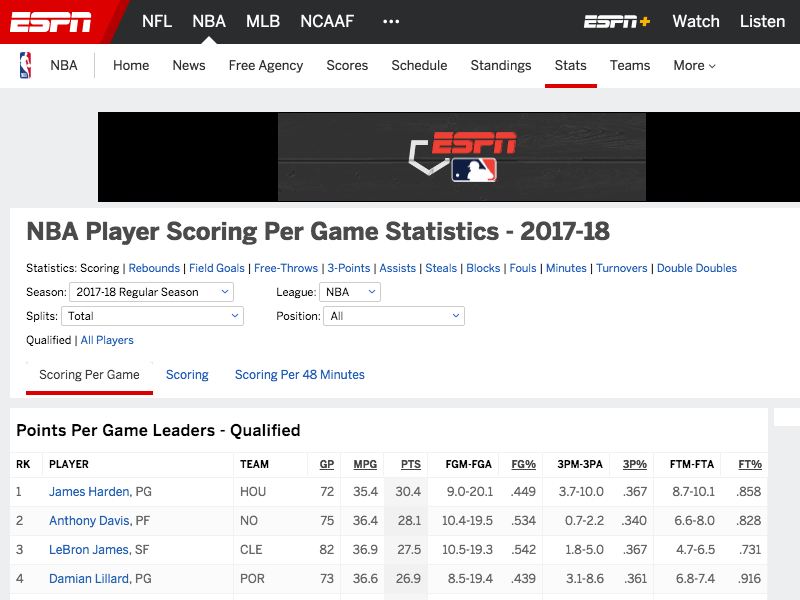 ESPN NFL NBA MLB NCAAF ••• ESPN+ Watch Listen
NBA Home News Free Agency Scores Schedule Standings Stats Teams More
ESPN
NBA Player Scoring Per Game Statistics - 2017-18
Statistics: Scoring | Rebounds | Field Goals | Free-Throws | 3-Points | Assists | Steals | Blocks | Fouls | Minutes | Turnovers | Double Doubles
Season: 2017-18 Regular Season League: NBA
Splits: Total Position: All
Qualified | All Players
Scoring Per Game Scoring Scoring Per 48 Minutes
Points Per Game Leaders - Qualified
RK PLAYER TEAM GP MPG PTS FGM-FGA FG% 3PM-3PA 3P% FTM-FTA FT%
1 James Harden, PG HOU 72 35.4 30.4 9.0-20.1 .449 3.7-10.0 .367 8.7-10.1 .858
2 Anthony Davis, PF NO 75 36.4 28.1 10.4-19.5 .534 0.7-2.2 .340 6.6-8.0 .828
3 LeBron James, SF CLE 82 36.9 27.5 10.5-19.3 .542 1.8-5.0 .367 4.7-6.5 .731
4 Damian Lillard, PG POR 73 36.6 26.9 8.5-19.4 .439 3.1-8.6 .361 6.8-7.4 .916